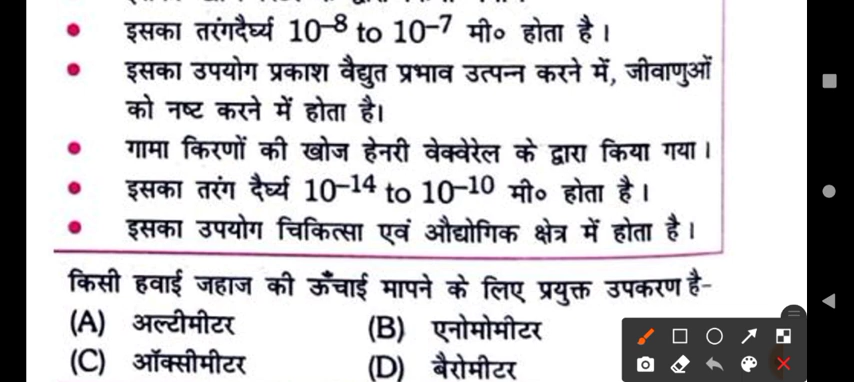 • इसका तरंगदैर्घ्य 10⁻⁸ to 10⁻⁷ मी० होता है।
• इसका उपयोग प्रकाश वैद्युत प्रभाव उत्पन्न करने में, जीवाणुओं
को नष्ट करने में होता है।
• गामा किरणों की खोज हेनरी वेक्वेरेल के द्वारा किया गया।
• इसका तरंग दैर्घ्य 10⁻¹⁴ to 10⁻¹⁰ मी० होता है।
• इसका उपयोग चिकित्सा एवं औद्योगिक क्षेत्र में होता है।
किसी हवाई जहाज की ऊँचाई मापने के लिए प्रयुक्त उपकरण है-
(A) अल्टीमीटर (B) एनोमोमीटर
(C) ऑक्सीमीटर (D) बैरोमीटर